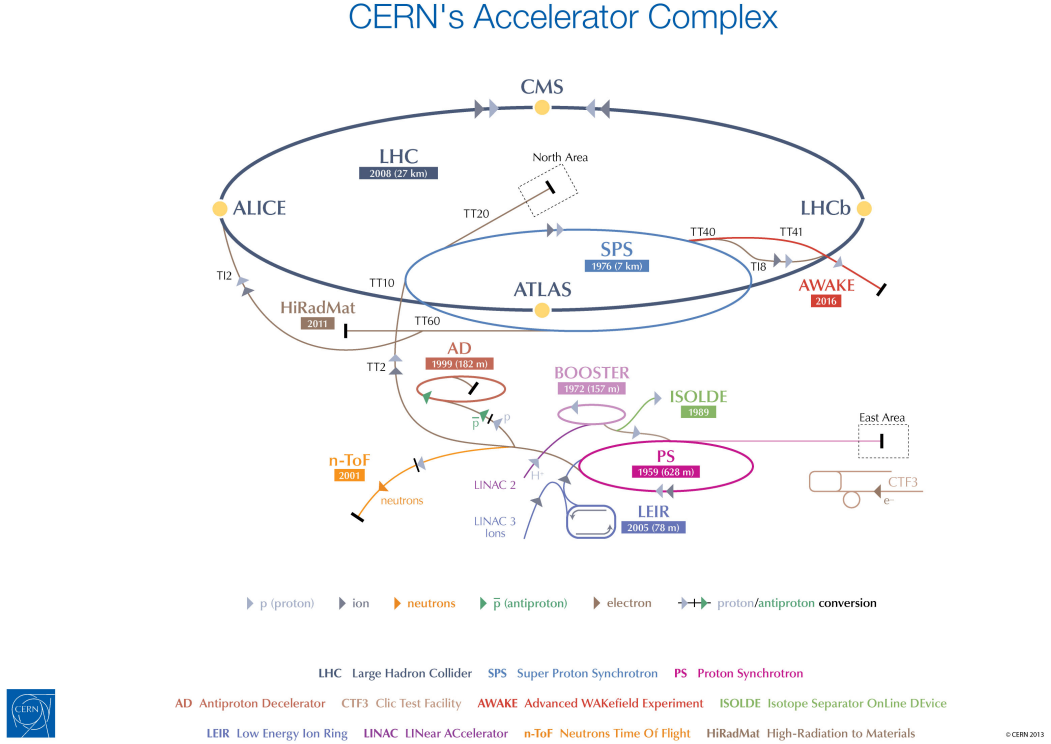 CERN's Accelerator Complex
CMS
North Area
LHC
2008 (27 km)
ALICE
LHCb
TT20
TT40
TT41
SPS
1976 (7 km)
TI2
TT10
TI8
ATLAS
AWAKE
2016
HiRadMat
2011
TT60
AD
1999 (182 m)
TT2
BOOSTER
1972 (157 m)
ISOLDE
1989
p
p̅
East Area
n-ToF
2001
PS
1959 (628 m)
H⁺
LINAC 2
neutrons
CTF3
e⁻
LINAC 3
Ions
LEIR
2005 (78 m)
p (proton)
ion
neutrons
p̅ (antiproton)
electron
proton/antiproton conversion
LHC Large Hadron Collider SPS Super Proton Synchrotron PS Proton Synchrotron
AD Antiproton Decelerator CTF3 Clic Test Facility AWAKE Advanced WAKefield Experiment ISOLDE Isotope Separator OnLine DEvice
LEIR Low Energy Ion Ring LINAC LINear ACcelerator n-ToF Neutrons Time Of Flight HiRadMat High-Radiation to Materials
CERN
© CERN 2013